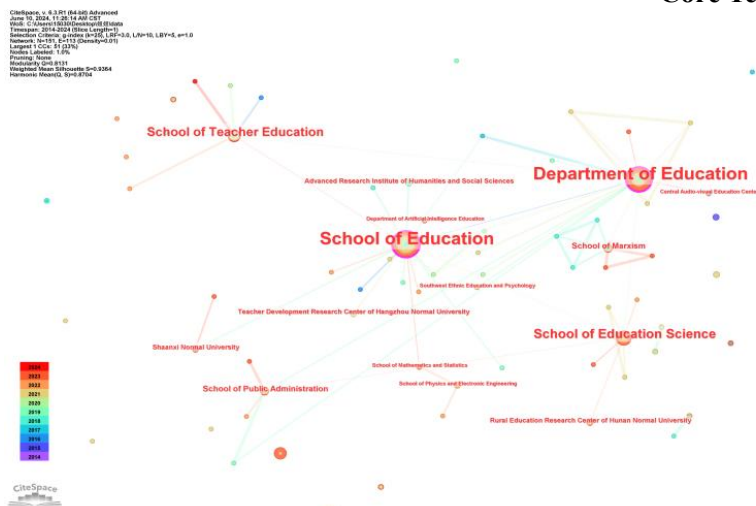 Core Te
CiteSpace, v. 6.3.R1 (64-bit) Advanced
June 10, 2024, 11:26:14 AM CST
WoS: C:\Users\15030\Desktop\
Timespan: 2014-2024 (Slice Length=1)
Selection Criteria: g-index (k=25), LRF=3.0, L/N=10, LBY=5, e=1.0
Network: N=151, E=113 (Density=0.01)
Largest 1 CCs: 51 (33%)
Nodes Labeled: 1.0%
Pruning: None
Modularity Q=0.8131
Weighted Mean Silhouette S=0.9364
Harmonic Mean(Q, S)=0.8704
School of Teacher Education
Department of Education
Advanced Research Institute of Humanities and Social Sciences
Central Audio-visual Education Center
Department of Artificial Intelligence Education
School of Education
School of Marxism
Southwest Ethnic Education and Psychology
Teacher Development Research Center of Hangzhou Normal University
School of Education Science
Shaanxi Normal University
School of Mathematics and Statistics
School of Physics and Electronic Engineering
School of Public Administration
Rural Education Research Center of Hunan Normal University
2024
2023
2022
2021
2020
2019
2018
2017
2016
2015
2014
CiteSpace